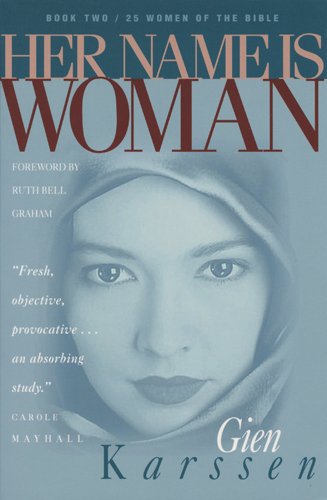 BOOK TWO / 25 WOMEN OF THE BIBLE
HER NAME IS
WOMAN
FOREWORD BY
RUTH BELL
GRAHAM
"Fresh,
objective,
provocative . . .
an absorbing
study."
CAROLE
MAYHALL
Gien
Karssen